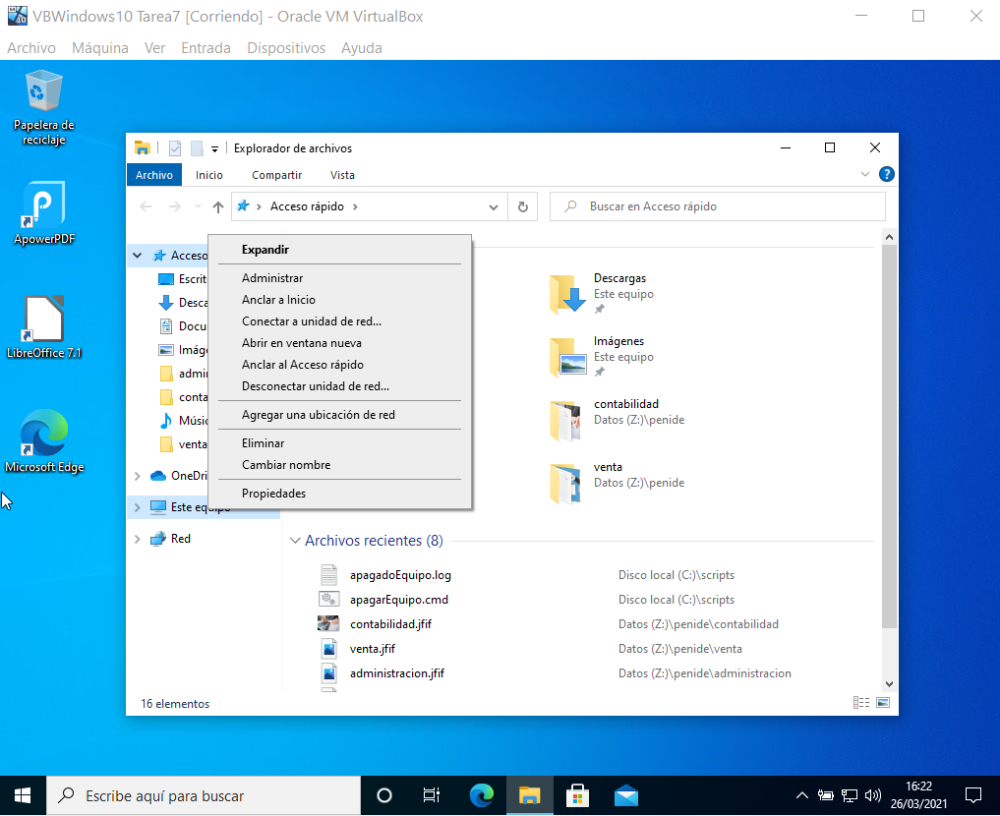 VBWindows10 Tarea7 [Corriendo] - Oracle VM VirtualBox
Archivo Máquina Ver Entrada Dispositivos Ayuda
Papelera de
reciclaje
ApowerPDF
LibreOffice 7.1
Microsoft Edge
Explorador de archivos
Archivo Inicio Compartir Vista
Acceso rápido
Buscar en Acceso rápido
Acceso
Escrit
Desca
Docu
Imáge
admin
conta
Músic
venta
OneDri
Este equipo
Red
Expandir
Administrar
Anclar a Inicio
Conectar a unidad de red...
Abrir en ventana nueva
Anclar al Acceso rápido
Desconectar unidad de red...
Agregar una ubicación de red
Eliminar
Cambiar nombre
Propiedades
Descargas
Este equipo
Imágenes
Este equipo
contabilidad
Datos (Z:)\penide
venta
Datos (Z:)\penide
Archivos recientes (8)
apagadoEquipo.log Disco local (C:)\scripts
apagarEquipo.cmd Disco local (C:)\scripts
contabilidad.jfif Datos (Z:)\penide\contabilidad
venta.jfif Datos (Z:)\penide\venta
administracion.jfif Datos (Z:)\penide\administracion
16 elementos
Escribe aquí para buscar
16:22
26/03/2021